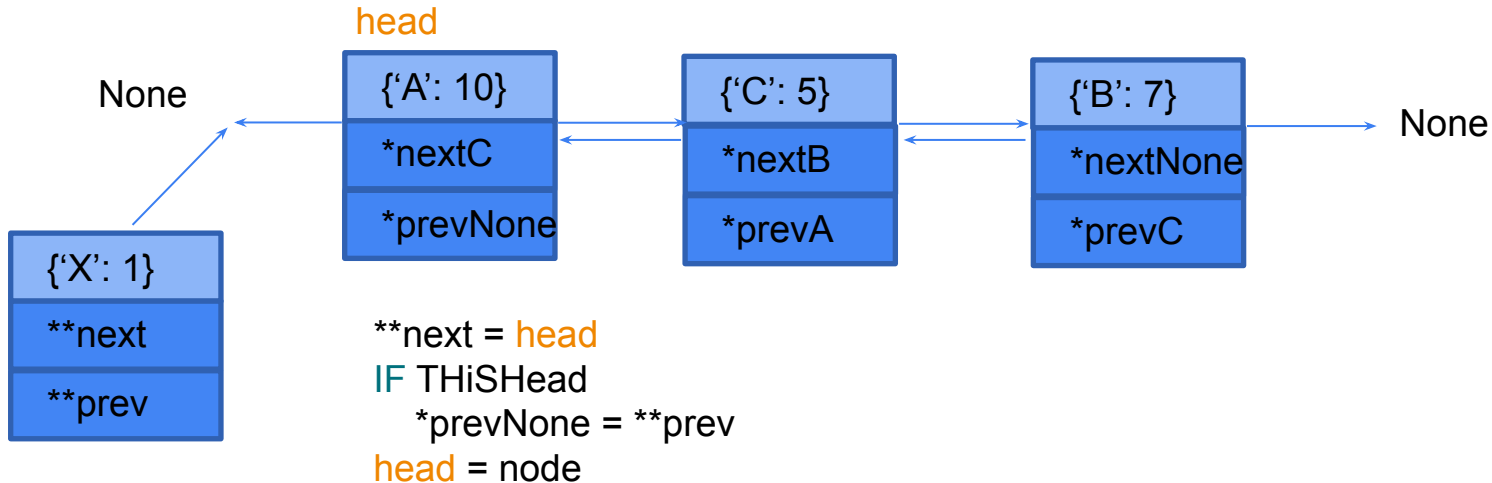 head
None
{‘A’: 10}
*nextC
*prevNone
{‘C’: 5}
*nextB
*prevA
{‘B’: 7}
*nextNone
*prevC
None
{‘X’: 1}
**next
**prev
**next = head
IF THiSHead
*prevNone = **prev
head = node